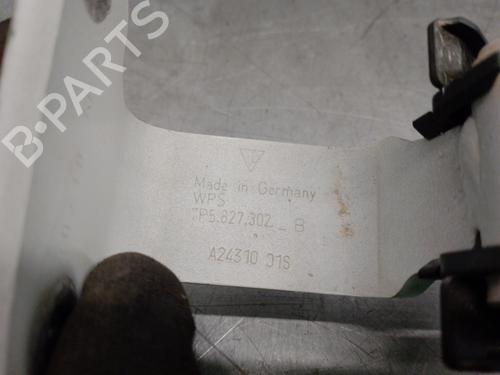 B-PARTS
Made in Germany
WPS
7P5.827.302 _ B
A24310 01S